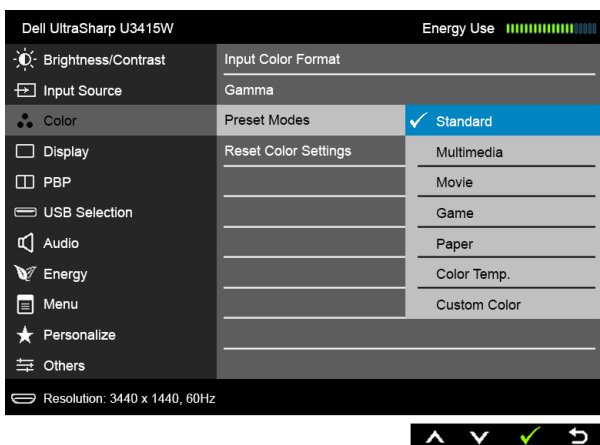 Dell UltraSharp U3415W
Energy Use
Brightness/Contrast
Input Source
Color
Display
PBP
USB Selection
Audio
Energy
Menu
Personalize
Others
Input Color Format
Gamma
Preset Modes
Reset Color Settings
Standard
Multimedia
Movie
Game
Paper
Color Temp.
Custom Color
Resolution: 3440 x 1440, 60Hz